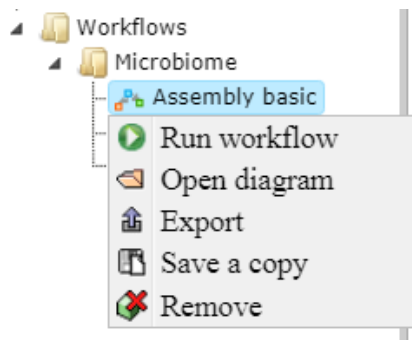 Workflows
Microbiome
Assembly basic
Run workflow
Open diagram
Export
Save a copy
Remove